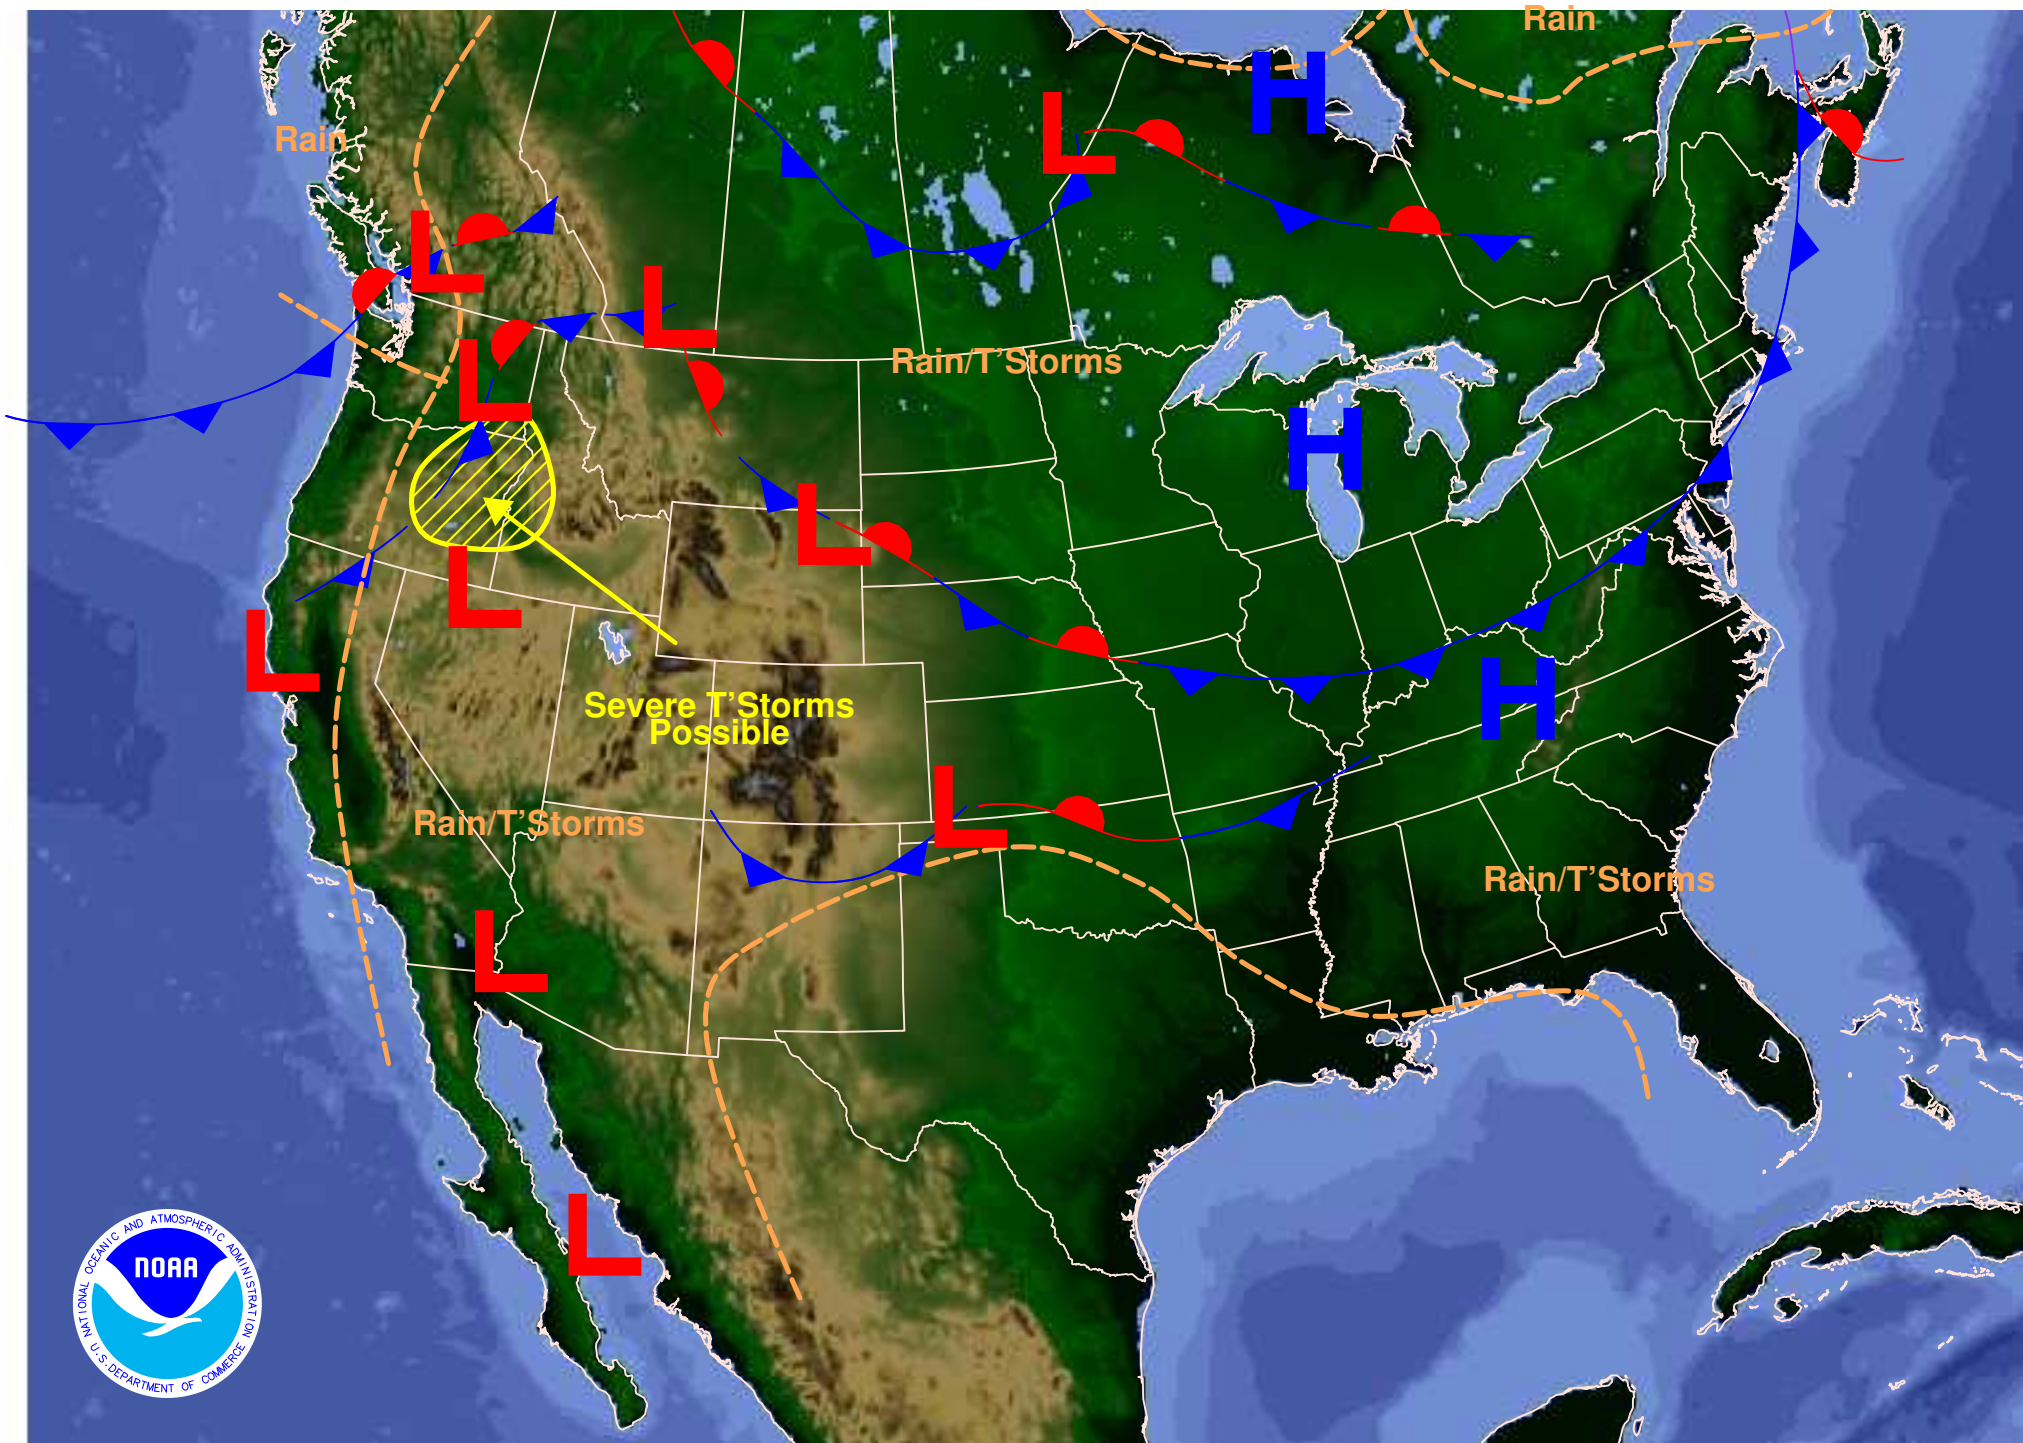 Rain
Rain
H
L
L
L
Rain/T'Storms
L
H
L
L
L
L
H
Severe T'Storms
Possible
L
Rain/T'Storms
Rain/T'Storms
L
L
NATIONAL OCEANIC AND ATMOSPHERIC ADMINISTRATION
NOAA
U.S. DEPARTMENT OF COMMERCE